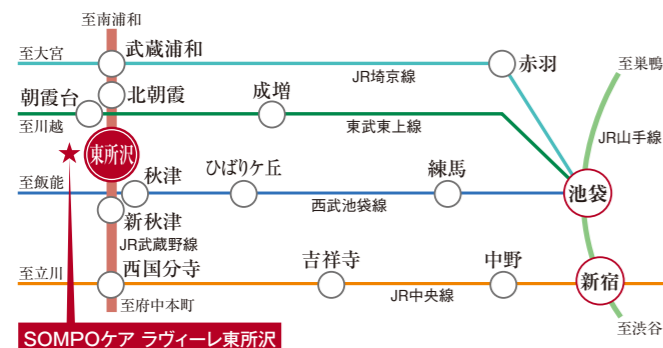 至南浦和
至大宮
武蔵浦和
赤羽
至巣鴨
JR埼京線
朝霞台
北朝霞
成増
至川越
東武東上線
JR山手線
東所沢
至飯能
秋津
ひばりケ丘
練馬
池袋
西武池袋線
新秋津
JR武蔵野線
至立川
西国分寺
吉祥寺
中野
新宿
JR中央線
至府中本町
至渋谷
SOMPOケア ラヴィーレ東所沢